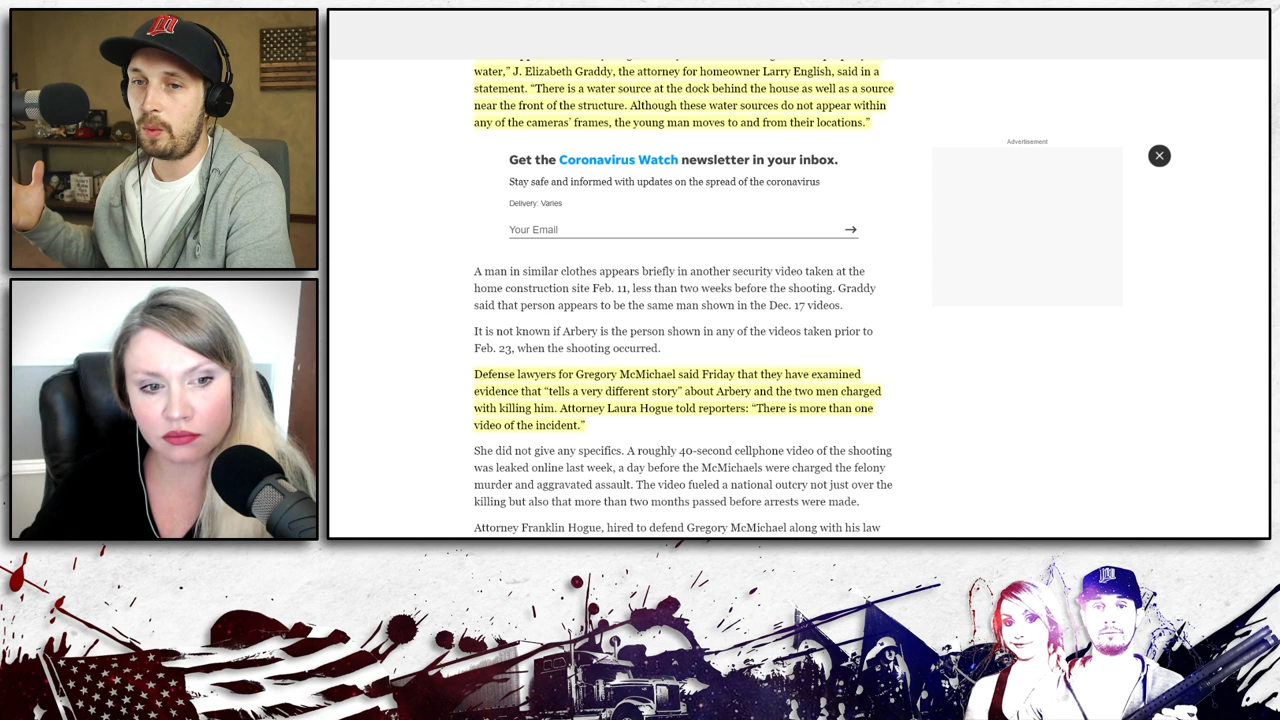 water,” J. Elizabeth Graddy, the attorney for homeowner Larry English, said in a
statement. “There is a water source at the dock behind the house as well as a source
near the front of the structure. Although these water sources do not appear within
any of the cameras’ frames, the young man moves to and from their locations.”
Advertisement
Get the Coronavirus Watch newsletter in your inbox.
Stay safe and informed with updates on the spread of the coronavirus
Delivery: Varies
Your Email
A man in similar clothes appears briefly in another security video taken at the
home construction site Feb. 11, less than two weeks before the shooting. Graddy
said that person appears to be the same man shown in the Dec. 17 videos.
It is not known if Arbery is the person shown in any of the videos taken prior to
Feb. 23, when the shooting occurred.
Defense lawyers for Gregory McMichael said Friday that they have examined
evidence that “tells a very different story” about Arbery and the two men charged
with killing him. Attorney Laura Hogue told reporters: “There is more than one
video of the incident.”
She did not give any specifics. A roughly 40-second cellphone video of the shooting
was leaked online last week, a day before the McMichaels were charged the felony
murder and aggravated assault. The video fueled a national outcry not just over the
killing but also that more than two months passed before arrests were made.
Attorney Franklin Hogue, hired to defend Gregory McMichael along with his law